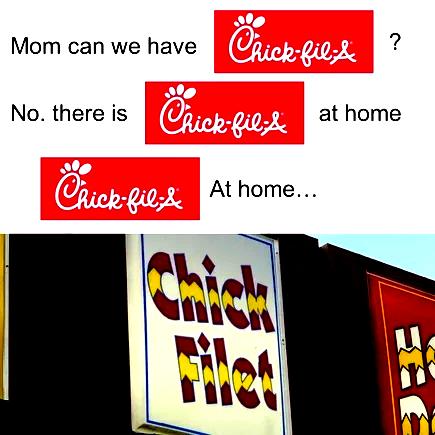 Mom can we have Chick-fil-A ?
No. there is Chick-fil-A at home
Chick-fil-A At home...
Chick
Filet